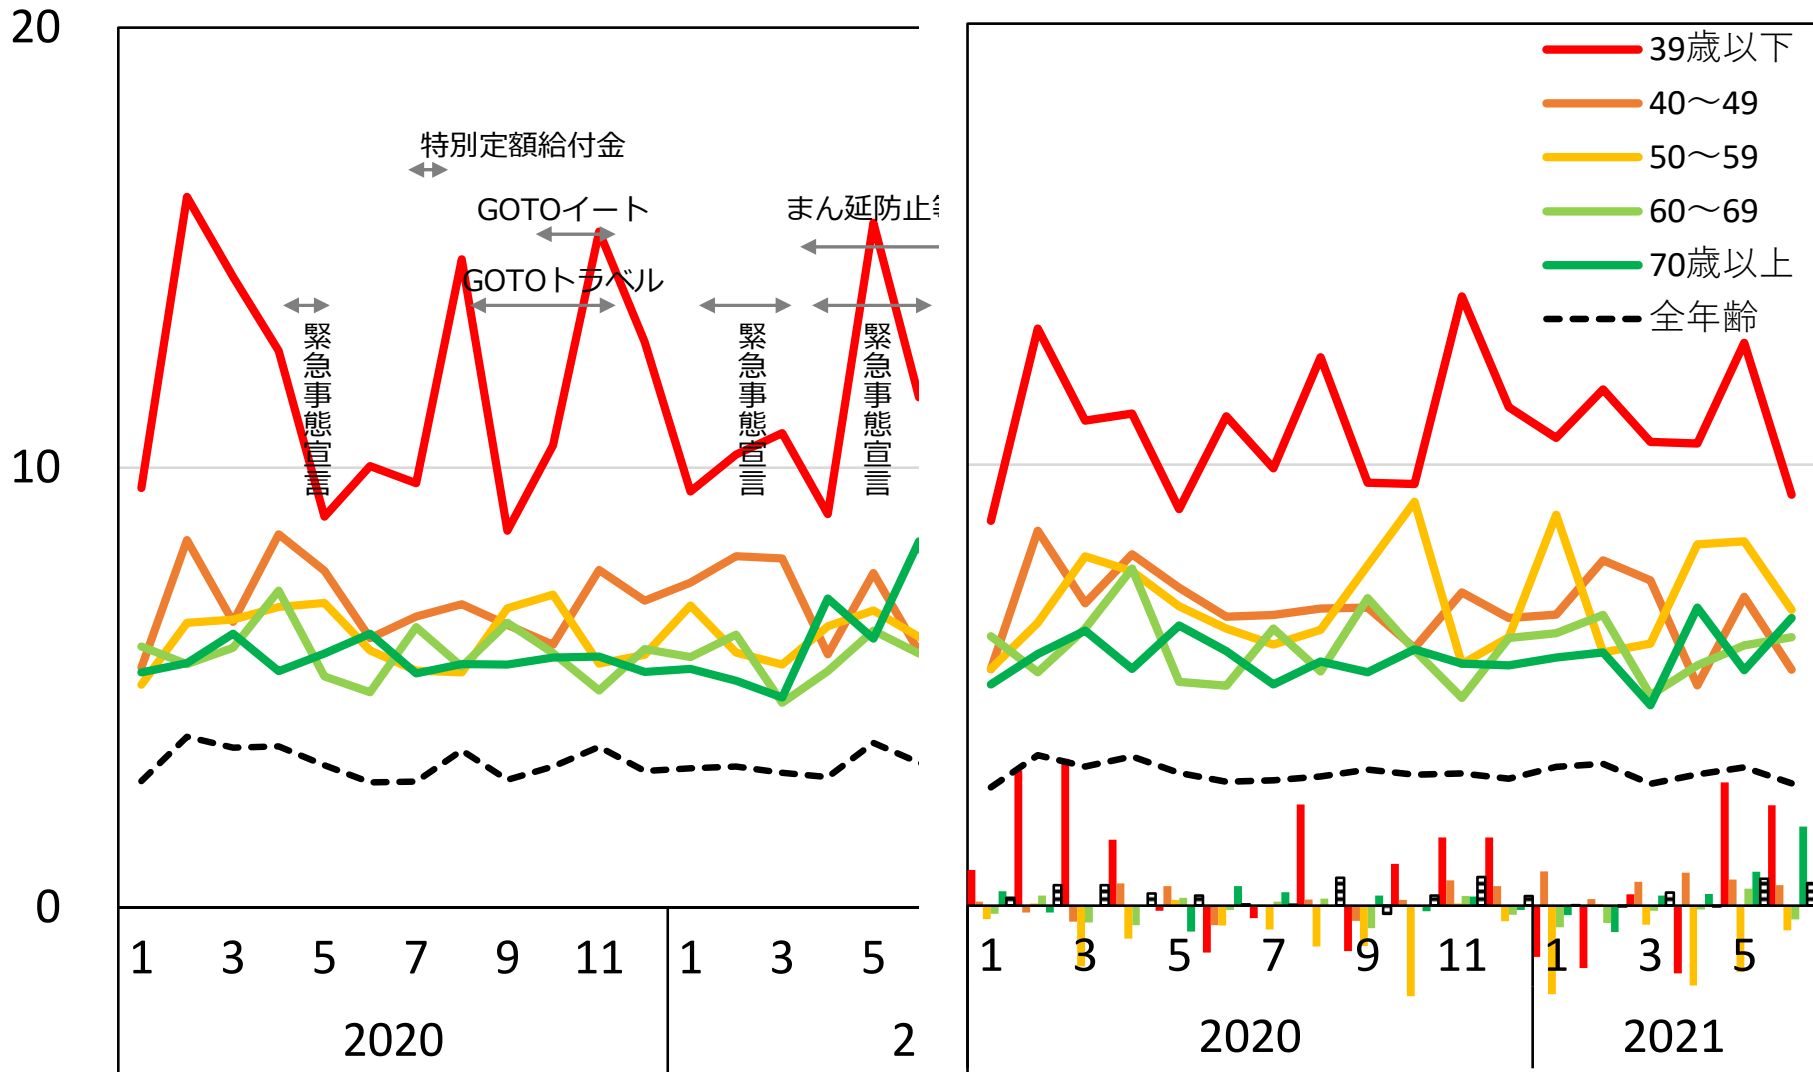 20
10
0
特別定額給付金
GOTOイート
GOTOトラベル
まん延防止等
緊急事態宣言
緊急事態宣言
緊急事態宣言
1 3 5 7 9 11 1 3 5
2020 2
39歳以下
40～49
50～59
60～69
70歳以上
全年齢
1 3 5 7 9 11 1 3 5
2020 2021